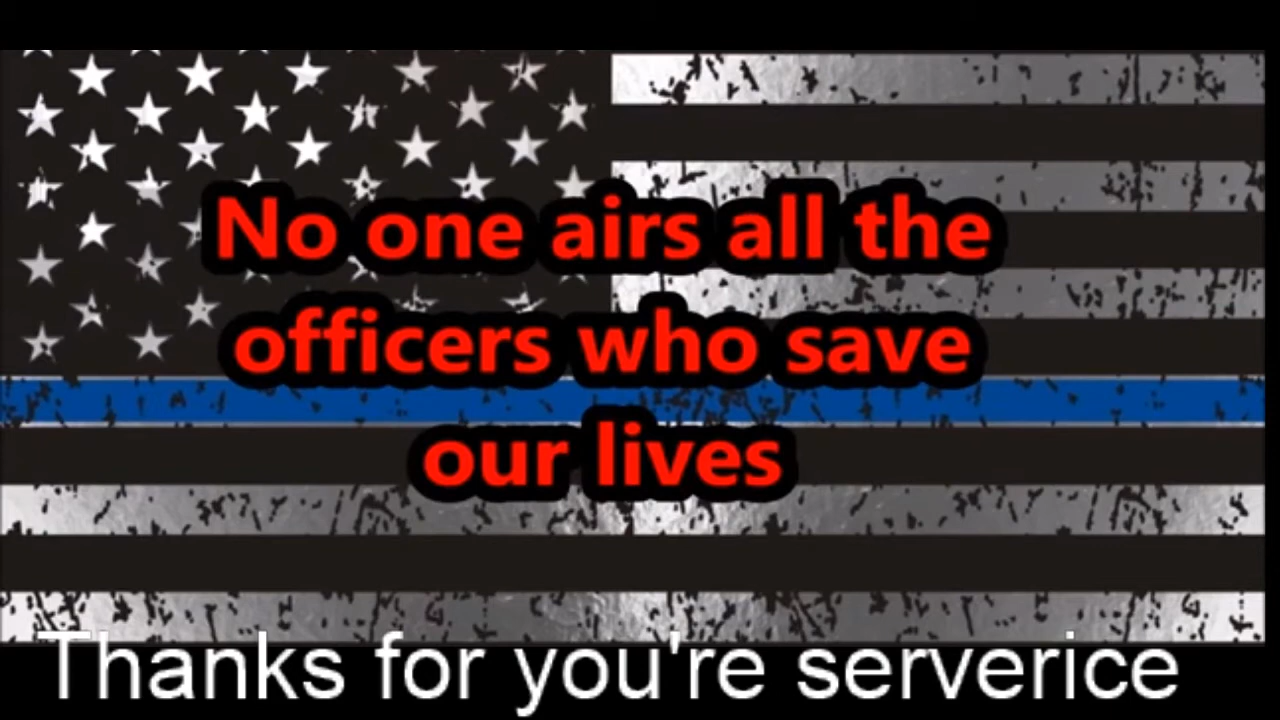 No one airs all the
officers who save
our lives
Thanks for you're serverice